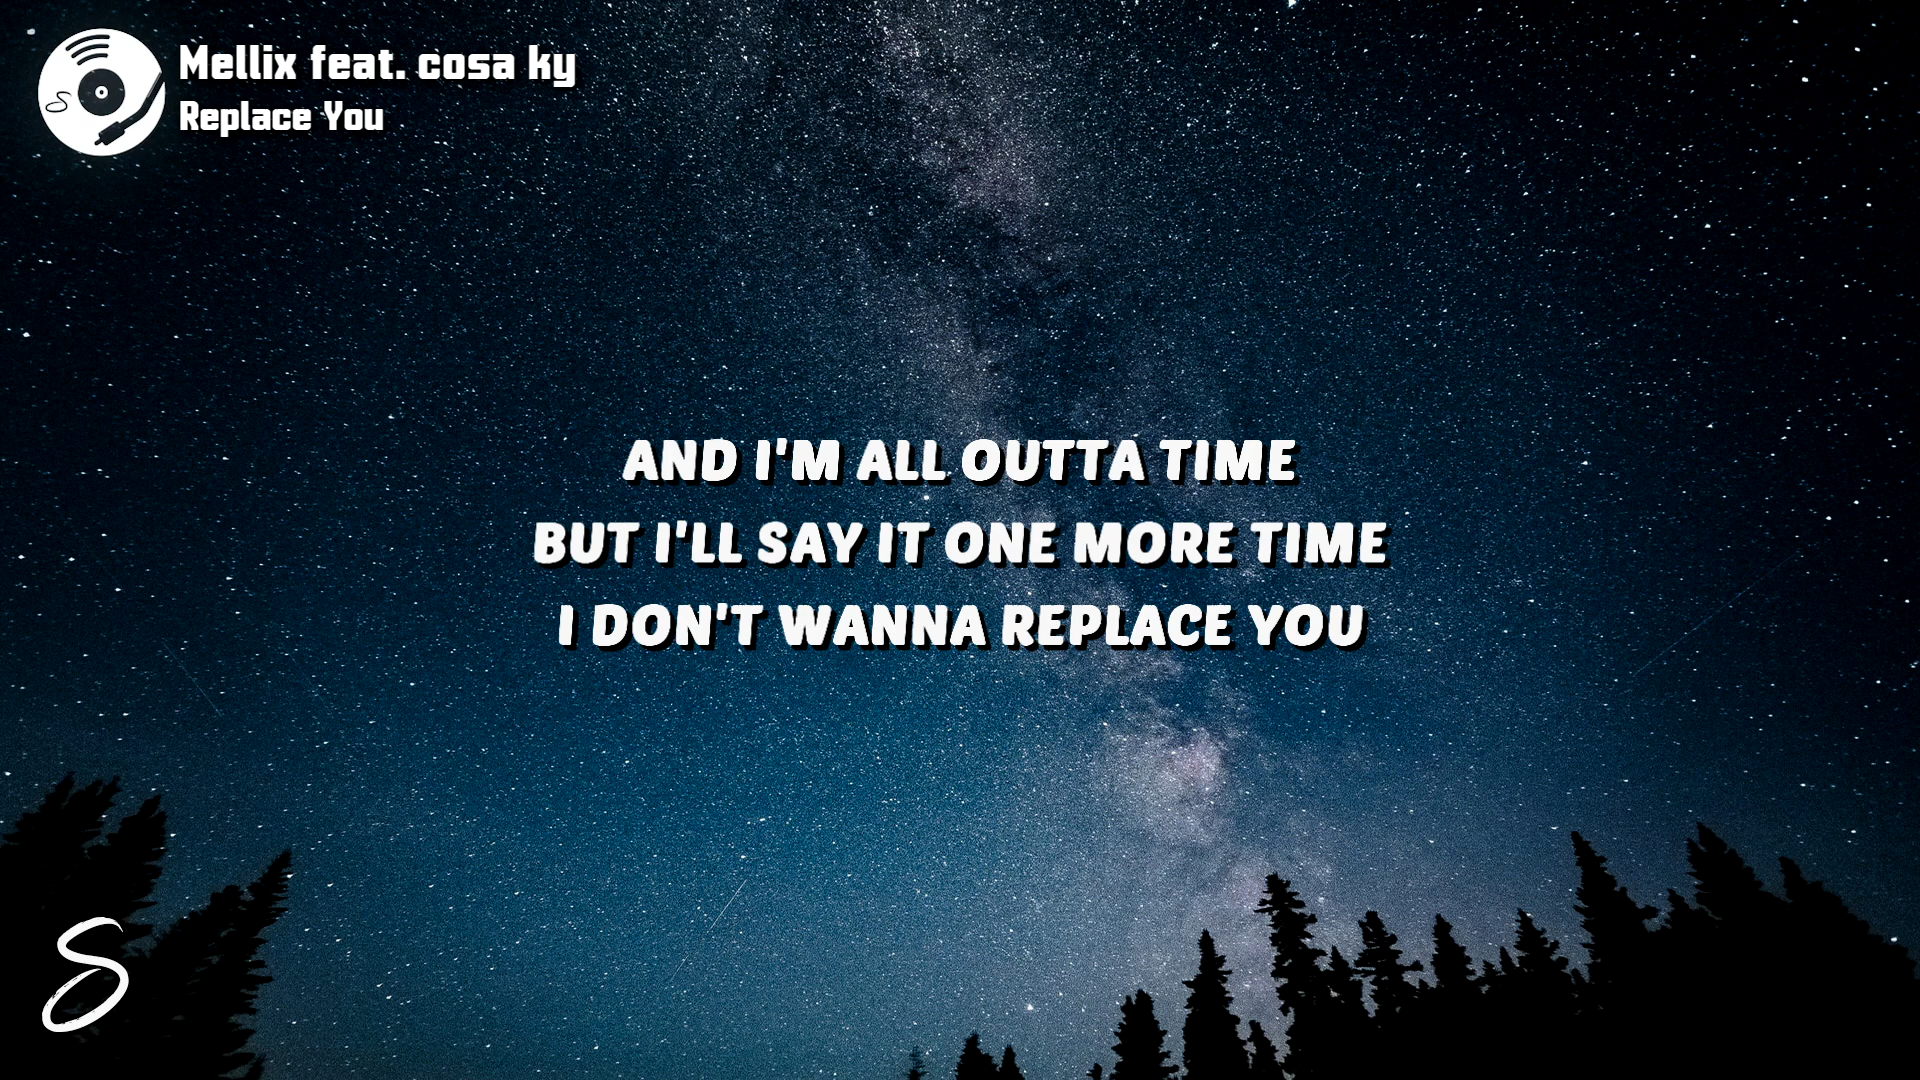 Mellix feat. cosa ky
Replace You
AND I'M ALL OUTTA TIME
BUT I'LL SAY IT ONE MORE TIME
I DON'T WANNA REPLACE YOU
S